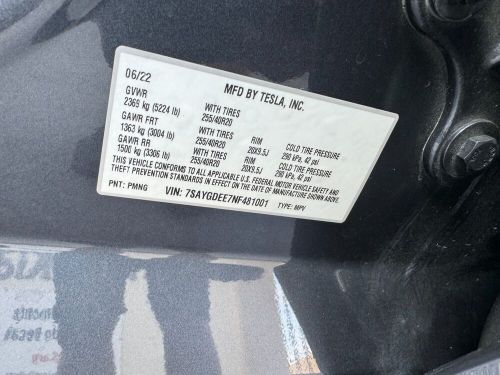 06/22 MFD BY TESLA, INC.
GVWR
2369 kg (5224 lb) WITH TIRES 255/40R20
GAWR FRT
1363 kg (3004 lb) WITH TIRES 255/40R20 RIM 20X9.5J COLD TIRE PRESSURE 290 kPa, 42 psi
GAWR RR
1500 kg (3306 lb) WITH TIRES 255/40R20 RIM 20X9.5J COLD TIRE PRESSURE 290 kPa, 42 psi
THIS VEHICLE CONFORMS TO ALL APPLICABLE U.S. FEDERAL MOTOR VEHICLE SAFETY AND
THEFT PREVENTION STANDARDS IN EFFECT ON THE DATE OF MANUFACTURE SHOWN ABOVE.
PNT: PMNG VIN: 7SAYGDEE7NF481001 TYPE: MPV